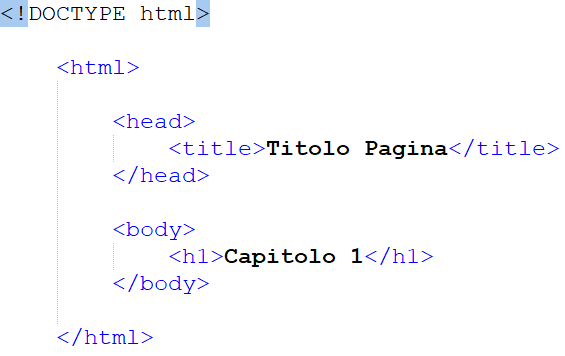 <!DOCTYPE html>
<html>
<head>
<title>Titolo Pagina</title>
</head>
<body>
<h1>Capitolo 1</h1>
</body>
</html>